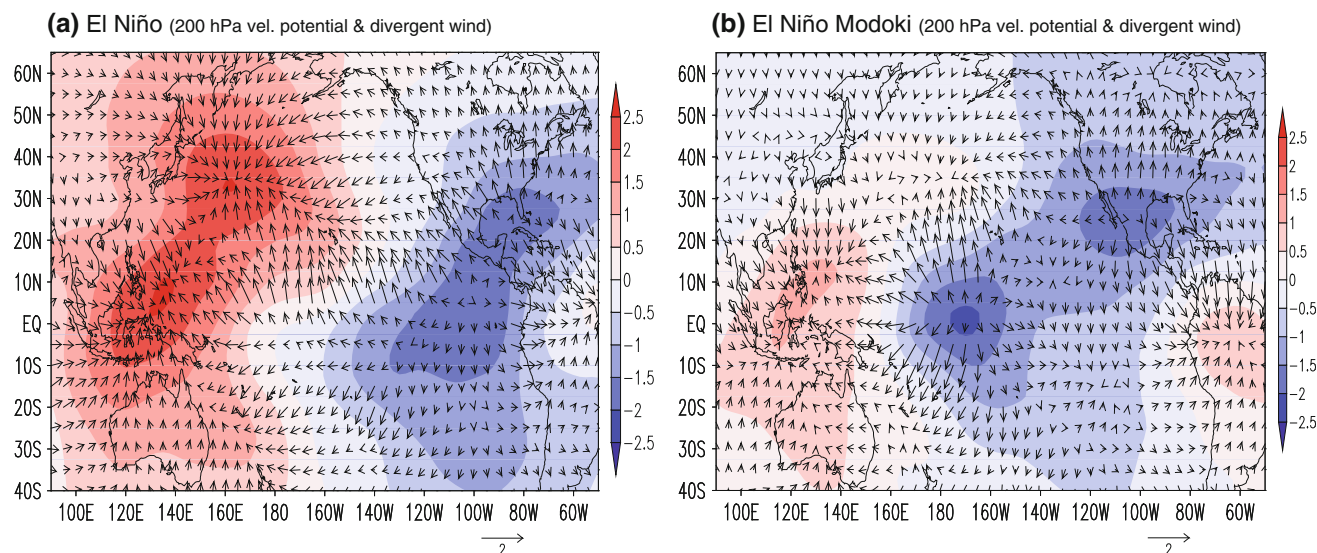 (a) El Niño (200 hPa vel. potential & divergent wind)
60N
50N
40N
30N
20N
10N
EQ
10S
20S
30S
40S
100E 120E 140E 160E 180 160W 140W 120W 100W 80W 60W
2
2.5
2
1.5
1
0.5
0
−0.5
−1
−1.5
−2
−2.5
(b) El Niño Modoki (200 hPa vel. potential & divergent wind)
60N
50N
40N
30N
20N
10N
EQ
10S
20S
30S
40S
100E 120E 140E 160E 180 160W 140W 120W 100W 80W 60W
2
2.5
2
1.5
1
0.5
0
−0.5
−1
−1.5
−2
−2.5